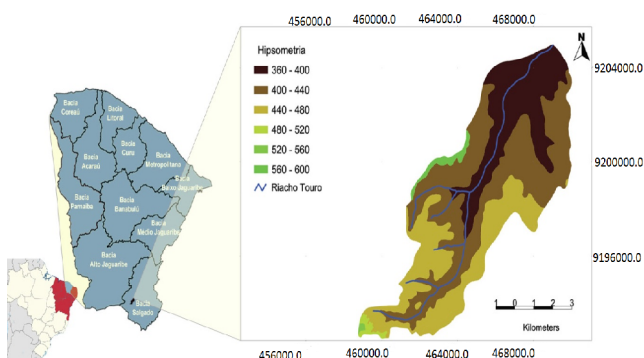 456000.0 460000.0 464000.0 468000.0
Hipsometria
360 - 400
400 - 440
440 - 480
480 - 520
520 - 560
560 - 600
Riacho Touro
N
9204000.0
9200000.0
9196000.0
1 0 1 2 3
Kilometers
456000.0 460000.0 464000.0 468000.0
Bacia
Coreaú
Bacia
Litoral
Bacia
Curu
Bacia
Metropolitana
Bacia
Acaraú
Bacia
Baixo Jaguaribe
Bacia
Parnaiba
Bacia
Banabuiú
Bacia
Médio Jaguaribe
Bacia
Alto Jaguaribe
Bacia
Salgado